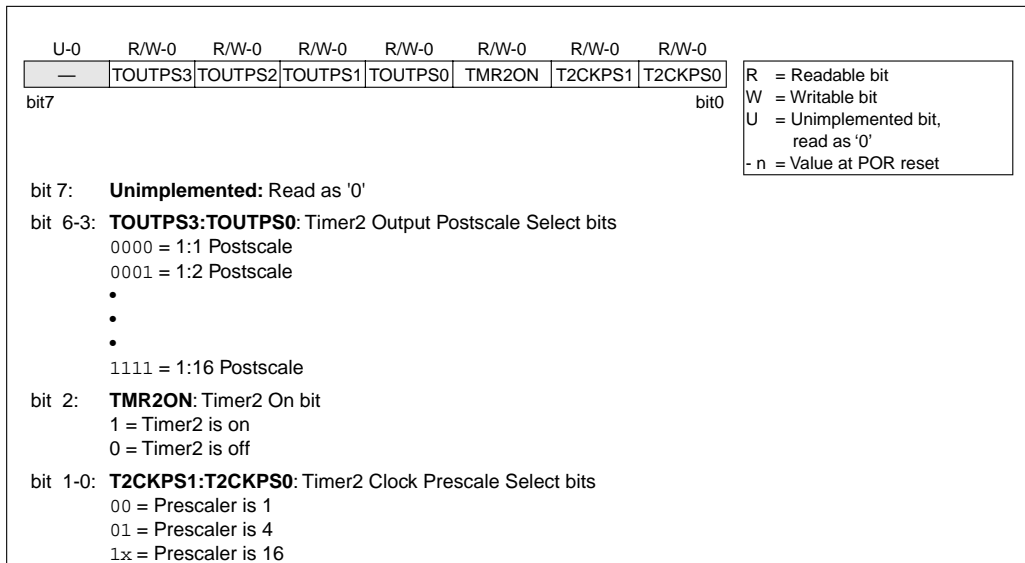 U-0 R/W-0 R/W-0 R/W-0 R/W-0 R/W-0 R/W-0 R/W-0
— TOUTPS3 TOUTPS2 TOUTPS1 TOUTPS0 TMR2ON T2CKPS1 T2CKPS0
bit7 bit0
R = Readable bit
W = Writable bit
U = Unimplemented bit,
read as ‘0’
- n = Value at POR reset
bit 7: Unimplemented: Read as '0'
bit 6-3: TOUTPS3:TOUTPS0: Timer2 Output Postscale Select bits
0000 = 1:1 Postscale
0001 = 1:2 Postscale
•
•
•
1111 = 1:16 Postscale
bit 2: TMR2ON: Timer2 On bit
1 = Timer2 is on
0 = Timer2 is off
bit 1-0: T2CKPS1:T2CKPS0: Timer2 Clock Prescale Select bits
00 = Prescaler is 1
01 = Prescaler is 4
1x = Prescaler is 16